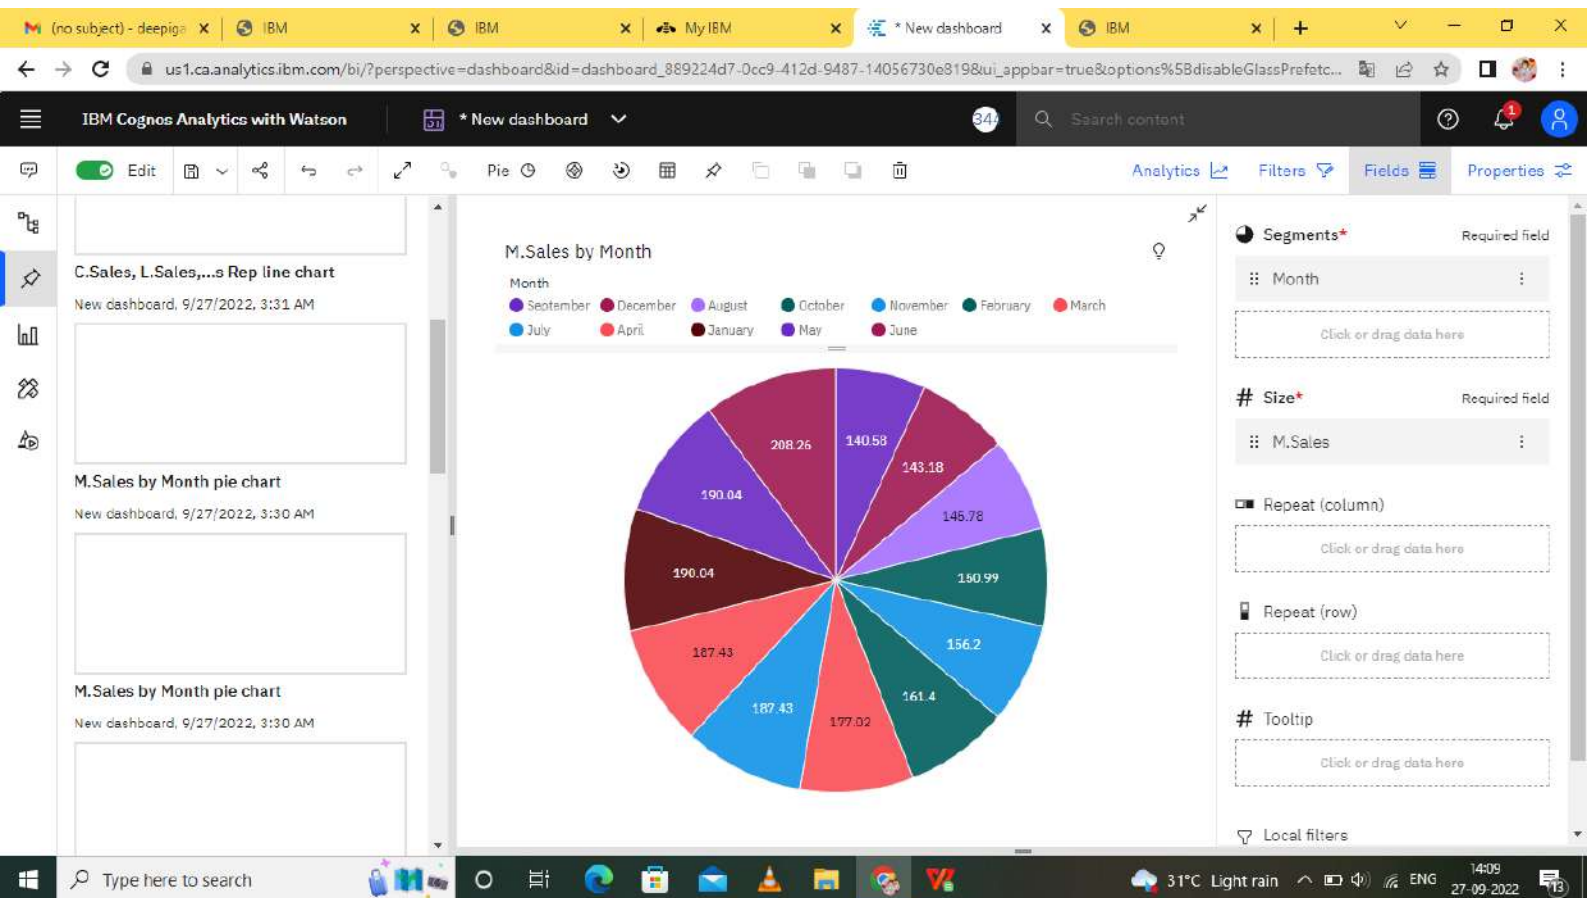 (no subject) - deepiga
IBM
IBM
My IBM
* New dashboard
IBM
us1.ca.analytics.ibm.com/bi/?perspective=dashboard&id=dashboard_889224d7-0cc9-412d-9487-14056730e819&ui_appbar=true&options%5BdisableGlassPrefetc...
IBM Cognos Analytics with Watson
* New dashboard
Search content
1
Edit
Pie
Analytics
Filters
Fields
Properties
C.Sales, L.Sales,...s Rep line chart
New dashboard, 9/27/2022, 3:31 AM
M.Sales by Month pie chart
New dashboard, 9/27/2022, 3:30 AM
M.Sales by Month pie chart
New dashboard, 9/27/2022, 3:30 AM
M.Sales by Month
Month
September December August October November February March
July April January May June
208.26
140.58
143.18
190.04
145.78
190.04
150.99
187.43
156.2
187.43
161.4
177.02
Segments* Required field
Month
Click or drag data here
# Size* Required field
M.Sales
Repeat (column)
Click or drag data here
Repeat (row)
Click or drag data here
# Tooltip
Click or drag data here
Local filters
Type here to search
31°C Light rain
ENG
14:09
27-09-2022
13